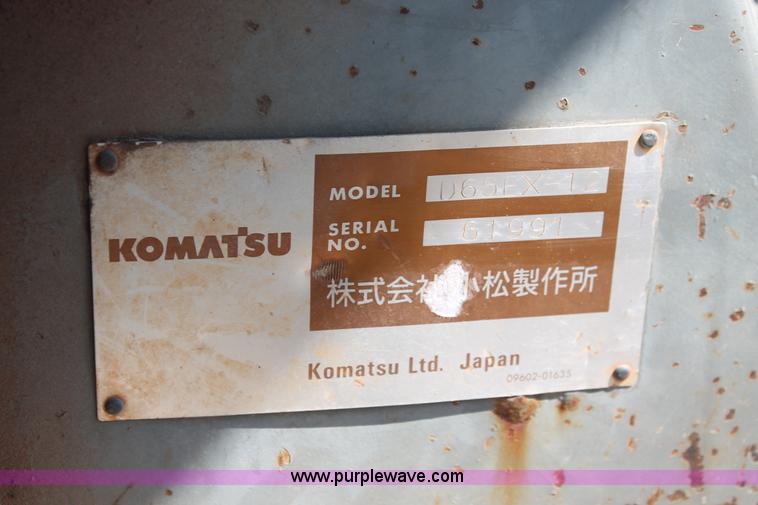 KOMATSU
MODEL D65EX-12
SERIAL NO. 61991
株式会社小松製作所
Komatsu Ltd. Japan
09602-01635
www.purplewave.com